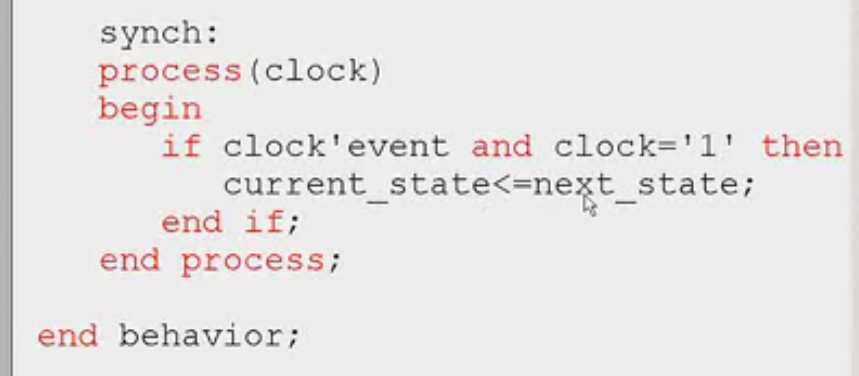 synch:
process(clock)
begin
if clock'event and clock='1' then
current_state<=next_state;
end if;
end process;
end behavior;